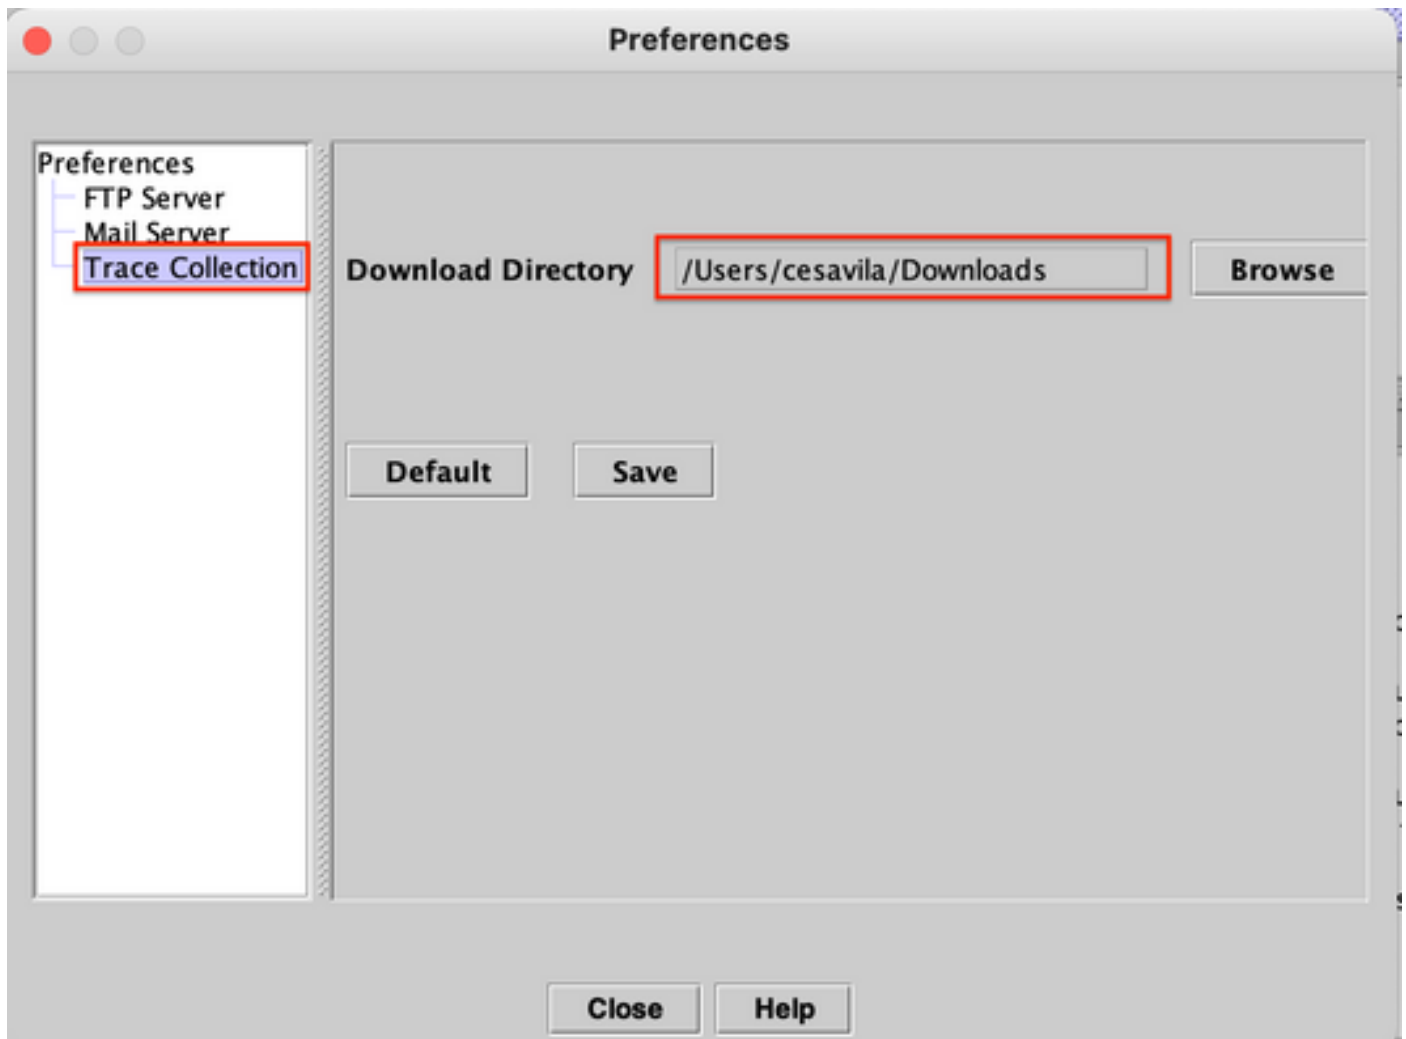 Preferences
Preferences
FTP Server
Mail Server
Trace Collection
Download Directory /Users/cesavila/Downloads Browse
Default Save
Close Help